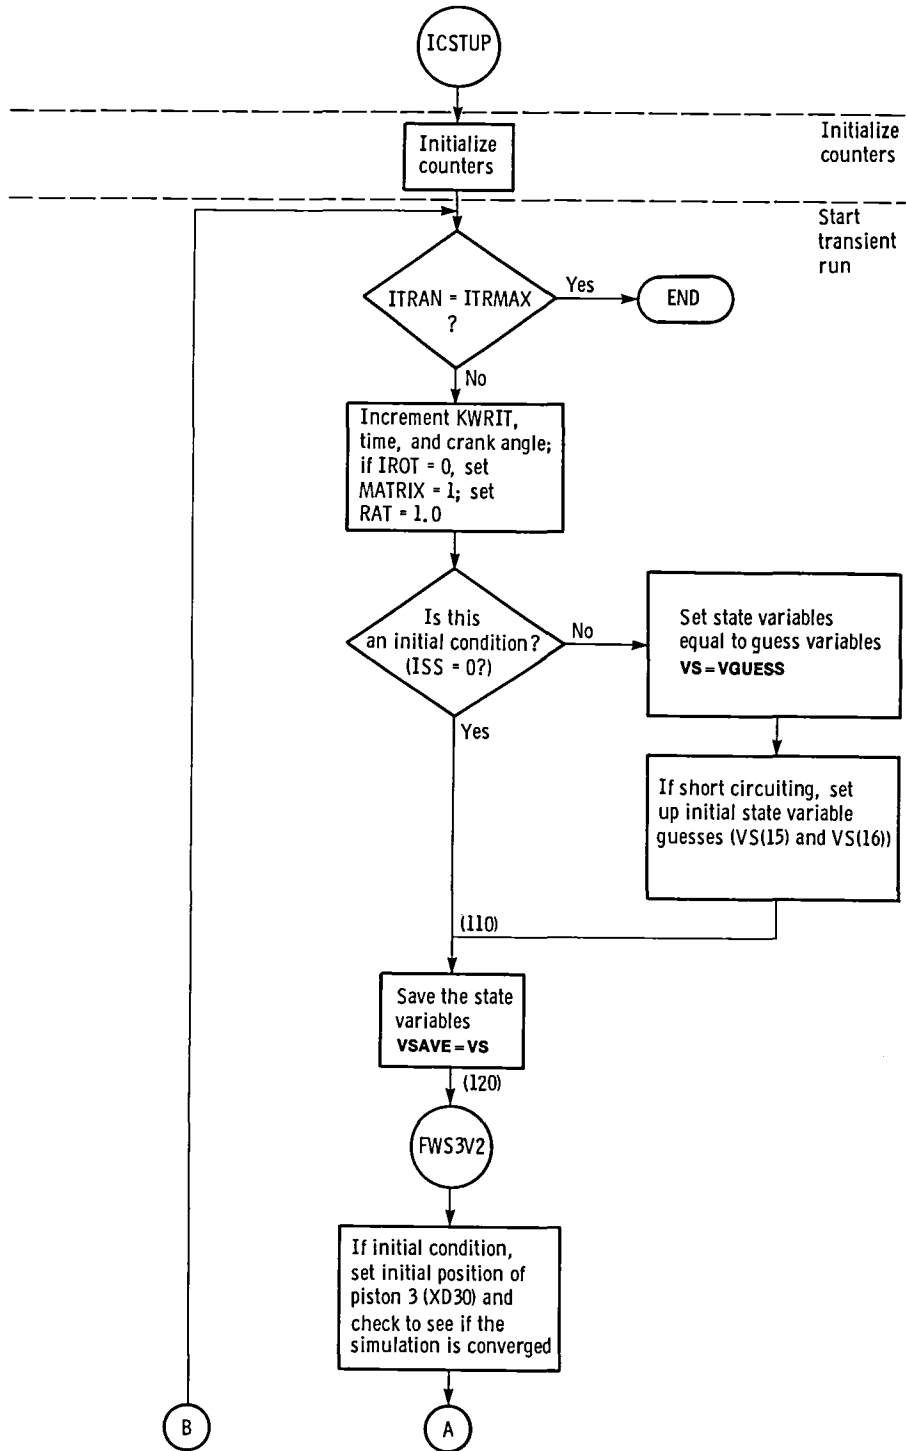 ICSTUP
Initialize
counters
Initialize
counters
Start
transient
run
ITRAN = ITRMAX
?
Yes
END
No
Increment KWRIT,
time, and crank angle;
if IROT = 0, set
MATRIX = 1; set
RAT = 1.0
Is this
an initial condition?
(ISS = 0?)
No
Set state variables
equal to guess variables
VS=VGUESS
Yes
If short circuiting, set
up initial state variable
guesses (VS(15) and VS(16))
(110)
Save the state
variables
VSAVE=VS
(120)
FWS3V2
If initial condition,
set initial position of
piston 3 (XD30) and
check to see if the
simulation is converged
B
A